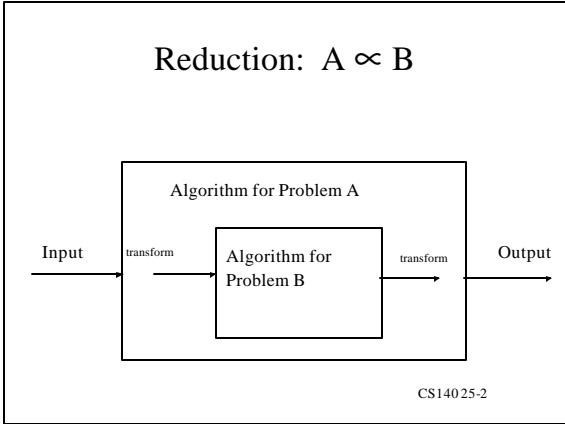 Reduction: A ∝ B
Algorithm for Problem A
Input
transform
Algorithm for
Problem B
transform
Output
CS140 25-2